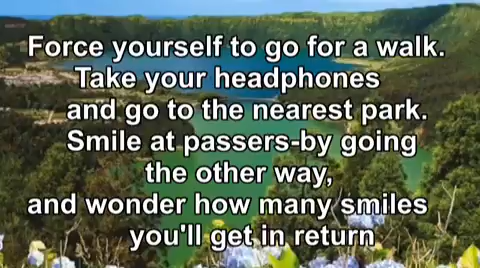 Force yourself to go for a walk.
Take your headphones
and go to the nearest park.
Smile at passers-by going
the other way,
and wonder how many smiles
you'll get in return